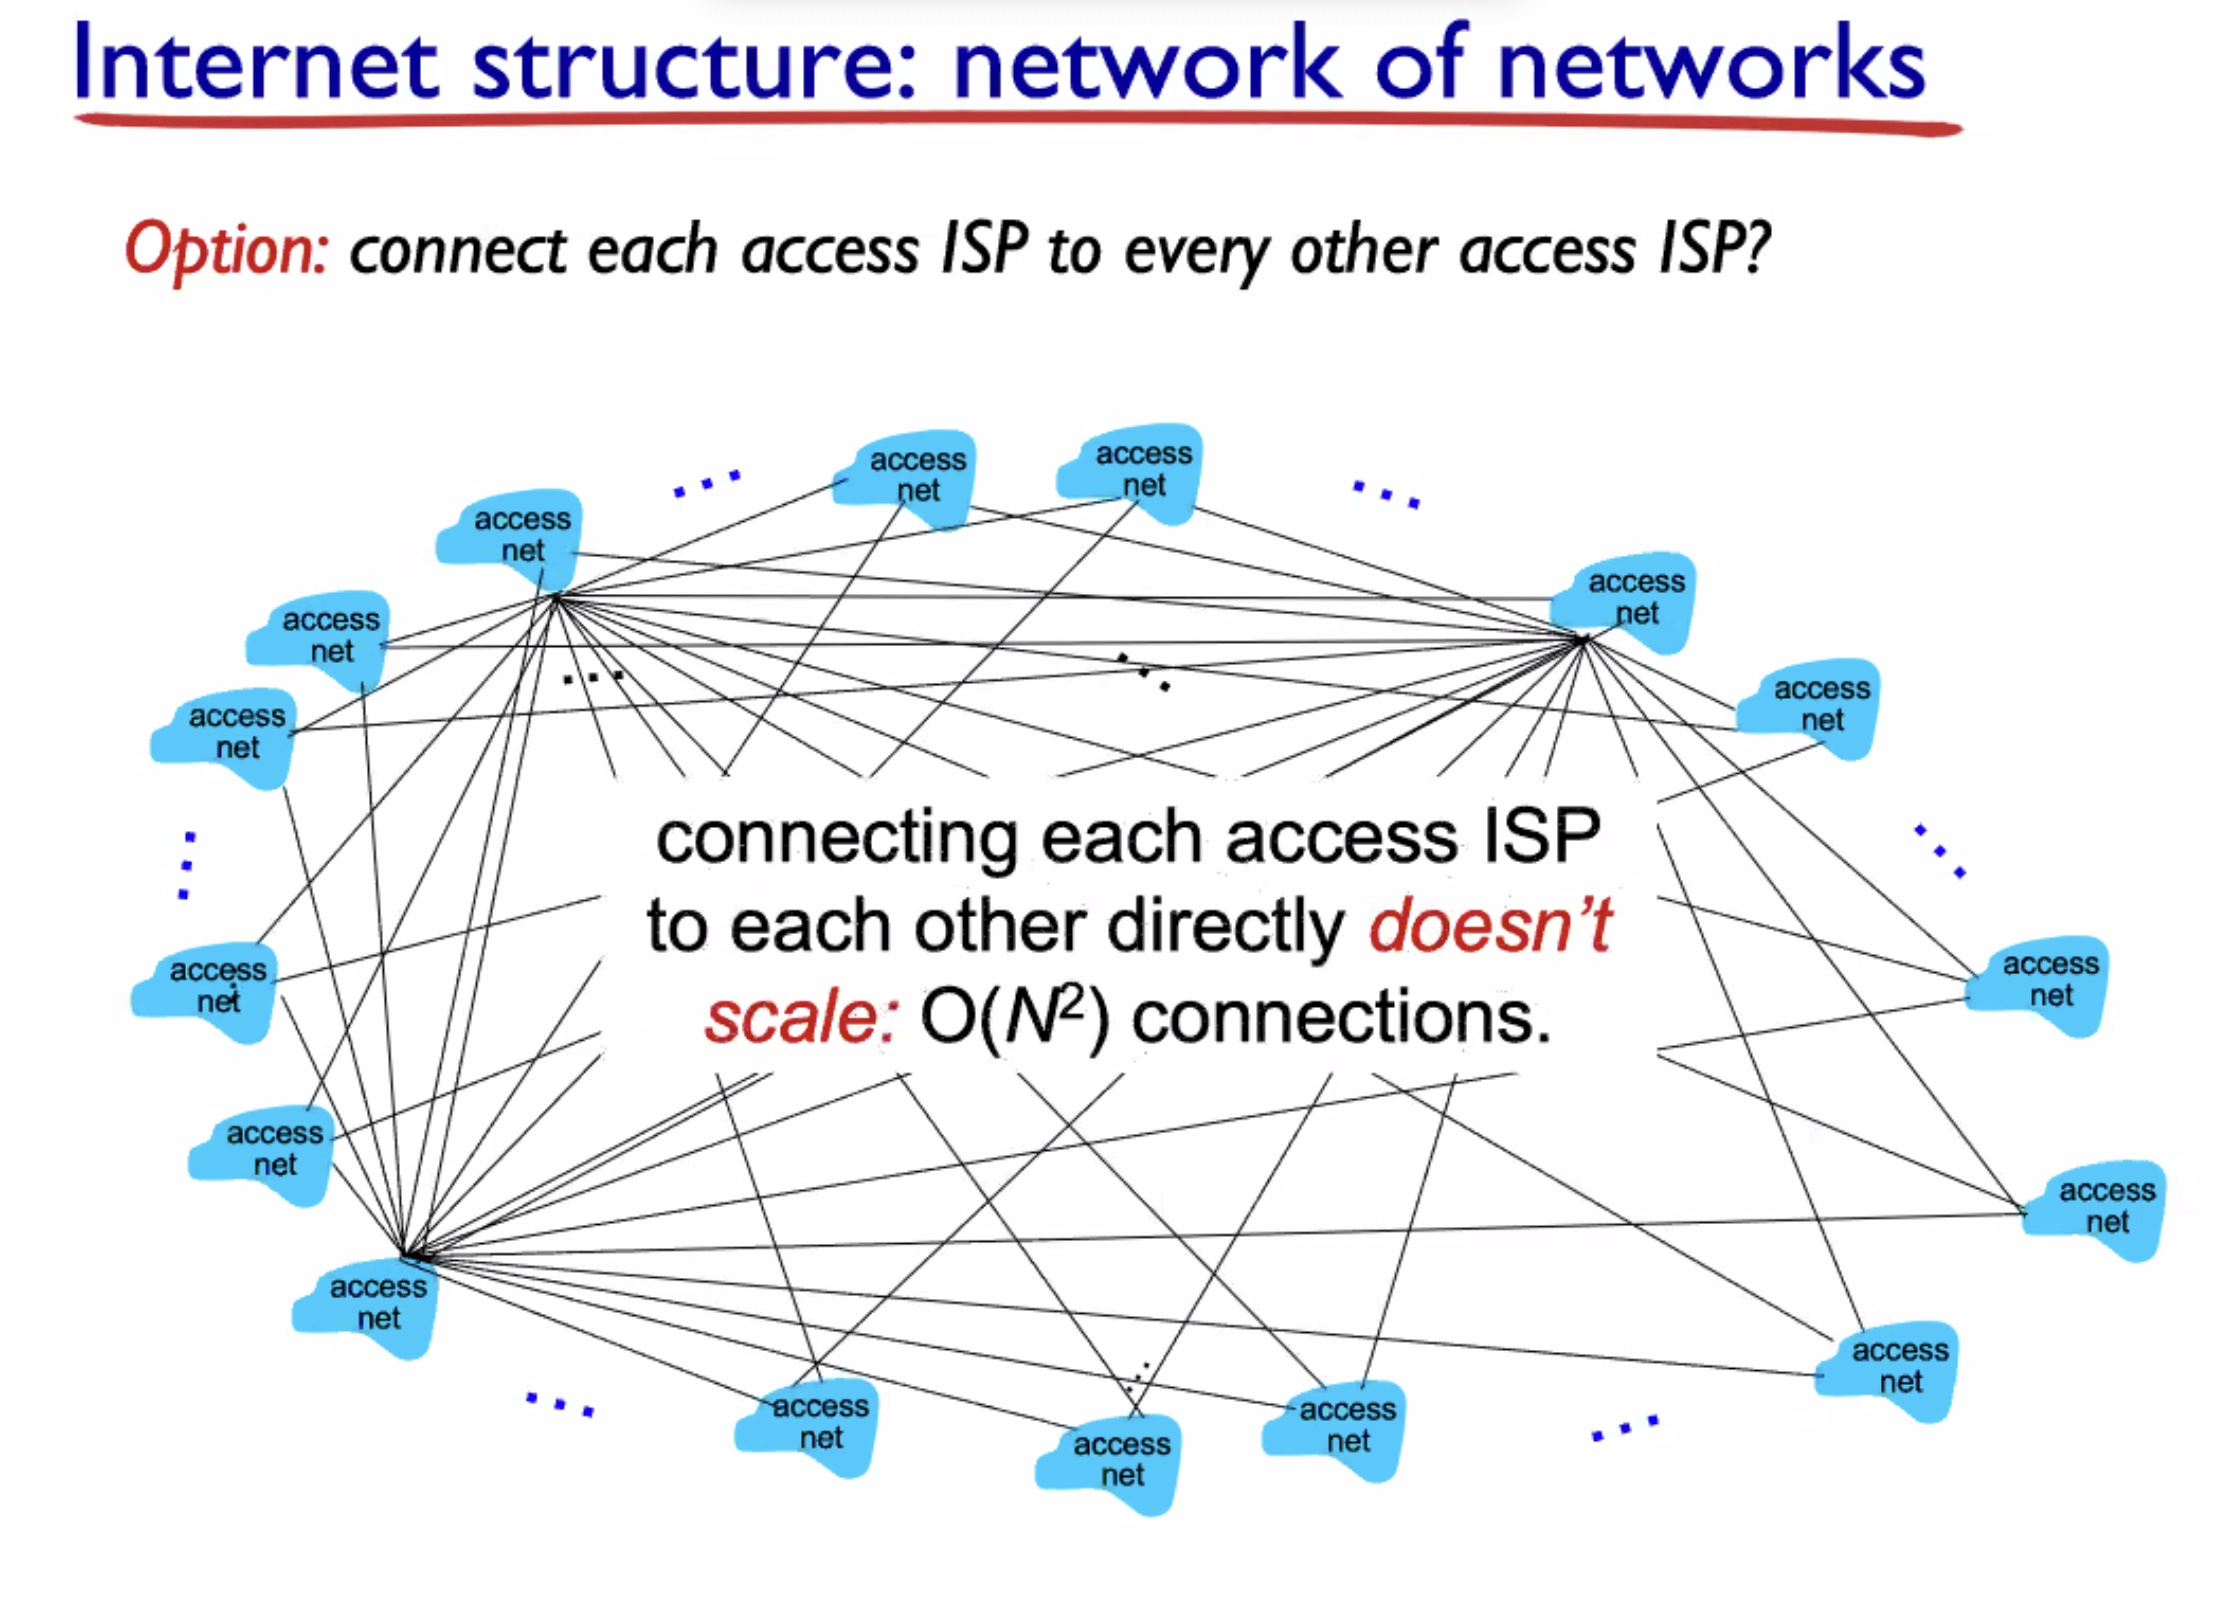 Internet structure: network of networks
Option: connect each access ISP to every other access ISP?
access
net
access
net
access
net
access
net
access
net
access
net
access
net
access
net
connecting each access ISP
to each other directly doesn't
scale: O(N²) connections.
access
net
access
net
access
net
access
net
access
net
access
net
access
net
access
net
access
net